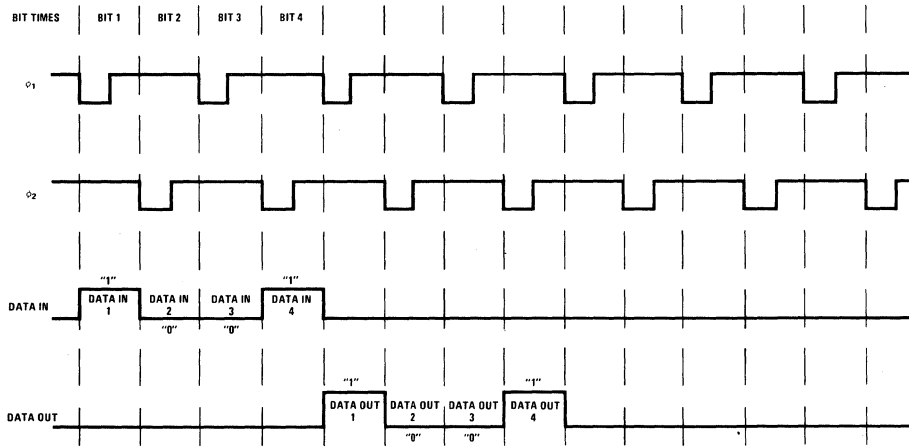 BIT TIMES BIT 1 BIT 2 BIT 3 BIT 4
ϕ1
ϕ2
"1" "1"
DATA IN DATA IN 1 DATA IN 2 DATA IN 3 DATA IN 4
"0" "0"
"1" "1"
DATA OUT DATA OUT 1 DATA OUT 2 DATA OUT 3 DATA OUT 4
"0" "0"